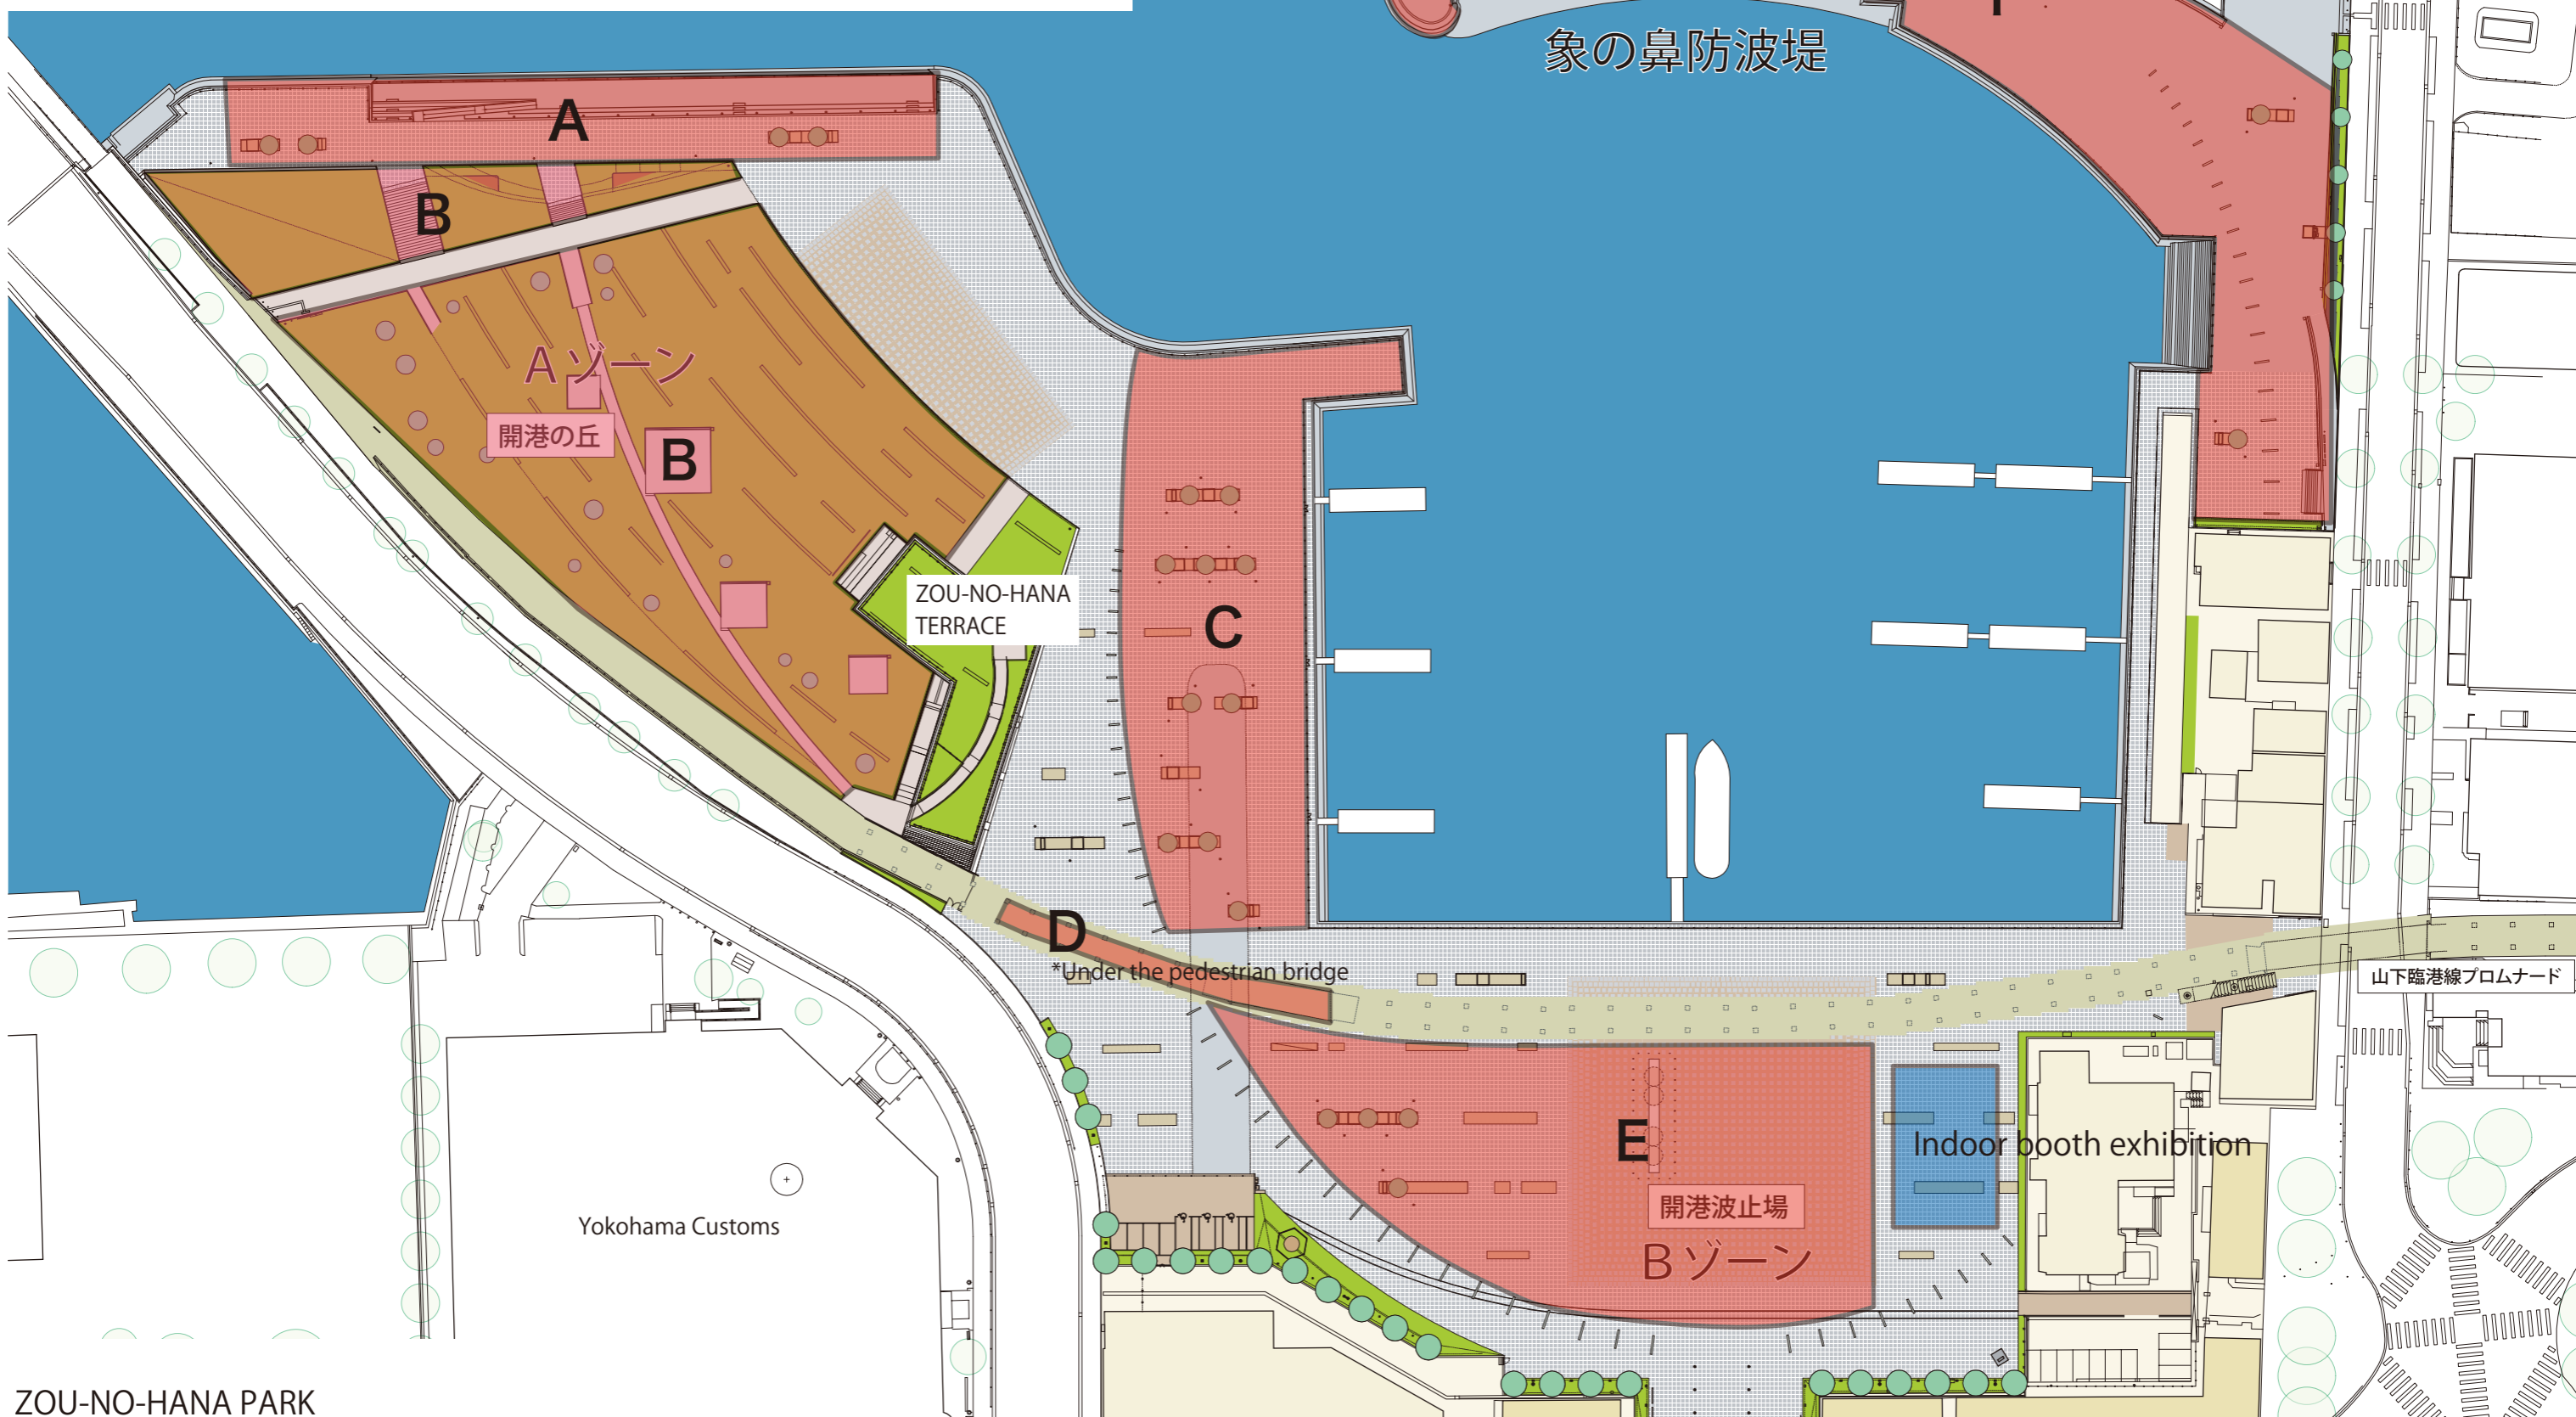 象の鼻防波堤
A
B
Aゾーン
開港の丘
B
ZOU-NO-HANA
TERRACE
C
D
*Under the pedestrian bridge
山下臨港線プロムナード
E
Indoor booth exhibition
開港波止場
Bゾーン
Yokohama Customs
ZOU-NO-HANA PARK